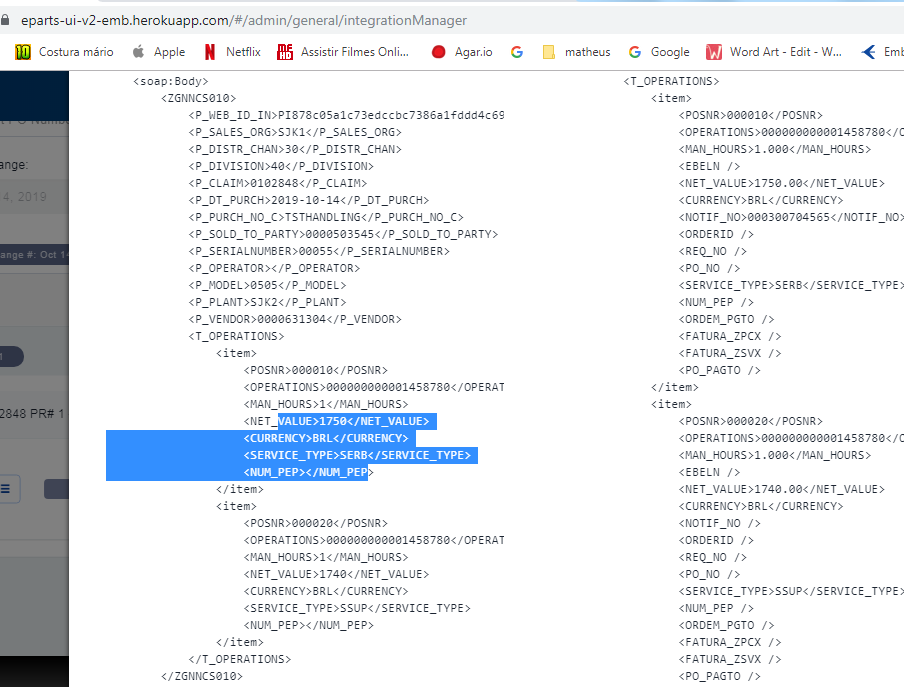 eparts-ui-v2-emb.herokuapp.com/#/admin/general/integrationManager
Costura mário
Apple
Netflix
Assistir Filmes Onli...
Agar.io
matheus
Google
Word Art - Edit - W...
Emb
ange:
4, 2019
ange #: Oct 14
2848 PR# 1
<soap:Body>
<ZGNNCS010>
<P_WEB_ID_IN>PI878c05a1c73edccbc7386a1fddd4c69
<P_SALES_ORG>SJK1</P_SALES_ORG>
<P_DISTR_CHAN>30</P_DISTR_CHAN>
<P_DIVISION>40</P_DIVISION>
<P_CLAIM>0102848</P_CLAIM>
<P_DT_PURCH>2019-10-14</P_DT_PURCH>
<P_PURCH_NO_C>TSTHANDLING</P_PURCH_NO_C>
<P_SOLD_TO_PARTY>0000503545</P_SOLD_TO_PARTY>
<P_SERIALNUMBER>00055</P_SERIALNUMBER>
<P_OPERATOR></P_OPERATOR>
<P_MODEL>0505</P_MODEL>
<P_PLANT>SJK2</P_PLANT>
<P_VENDOR>0000631304</P_VENDOR>
<T_OPERATIONS>
<item>
<POSNR>000010</POSNR>
<OPERATIONS>000000000001458780</OPERAT
<MAN_HOURS>1</MAN_HOURS>
<NET_VALUE>1750</NET_VALUE>
<CURRENCY>BRL</CURRENCY>
<SERVICE_TYPE>SERB</SERVICE_TYPE>
<NUM_PEP></NUM_PEP>
</item>
<item>
<POSNR>000020</POSNR>
<OPERATIONS>000000000001458780</OPERAT
<MAN_HOURS>1</MAN_HOURS>
<NET_VALUE>1740</NET_VALUE>
<CURRENCY>BRL</CURRENCY>
<SERVICE_TYPE>SSUP</SERVICE_TYPE>
<NUM_PEP></NUM_PEP>
</item>
</T_OPERATIONS>
</ZGNNCS010>
<T_OPERATIONS>
<item>
<POSNR>000010</POSNR>
<OPERATIONS>000000000001458780</O
<MAN_HOURS>1.000</MAN_HOURS>
<EBELN />
<NET_VALUE>1750.00</NET_VALUE>
<CURRENCY>BRL</CURRENCY>
<NOTIF_NO>000300704565</NOTIF_NO>
<ORDERID />
<REQ_NO />
<PO_NO />
<SERVICE_TYPE>SERB</SERVICE_TYPE>
<NUM_PEP />
<ORDEM_PGTO />
<FATURA_ZPCX />
<FATURA_ZSVX />
<PO_PAGTO />
</item>
<item>
<POSNR>000020</POSNR>
<OPERATIONS>000000000001458780</O
<MAN_HOURS>1.000</MAN_HOURS>
<EBELN />
<NET_VALUE>1740.00</NET_VALUE>
<CURRENCY>BRL</CURRENCY>
<NOTIF_NO />
<ORDERID />
<REQ_NO />
<PO_NO />
<SERVICE_TYPE>SSUP</SERVICE_TYPE>
<NUM_PEP />
<ORDEM_PGTO />
<FATURA_ZPCX />
<FATURA_ZSVX />
<PO_PAGTO />